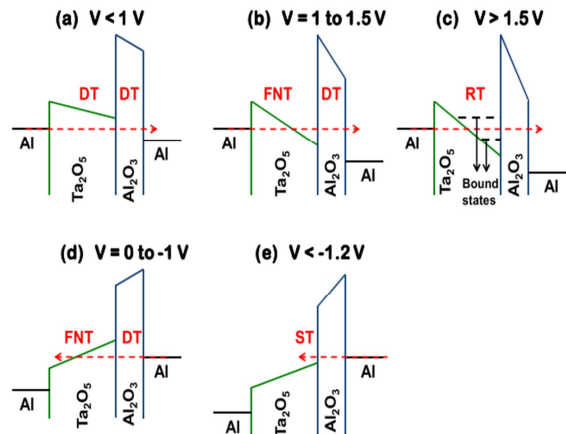 (a) V < 1 V
DT DT
Al
Al
Ta₂O₅
Al₂O₃
(b) V = 1 to 1.5 V
FNT DT
Al
Al
Ta₂O₅
Al₂O₃
(c) V > 1.5 V
RT
Al
Al
Ta₂O₅
Bound
states
Al₂O₃
(d) V = 0 to -1 V
FNT DT
Al
Al
Ta₂O₅
Al₂O₃
(e) V < -1.2 V
ST
Al
Al
Ta₂O₅
Al₂O₃